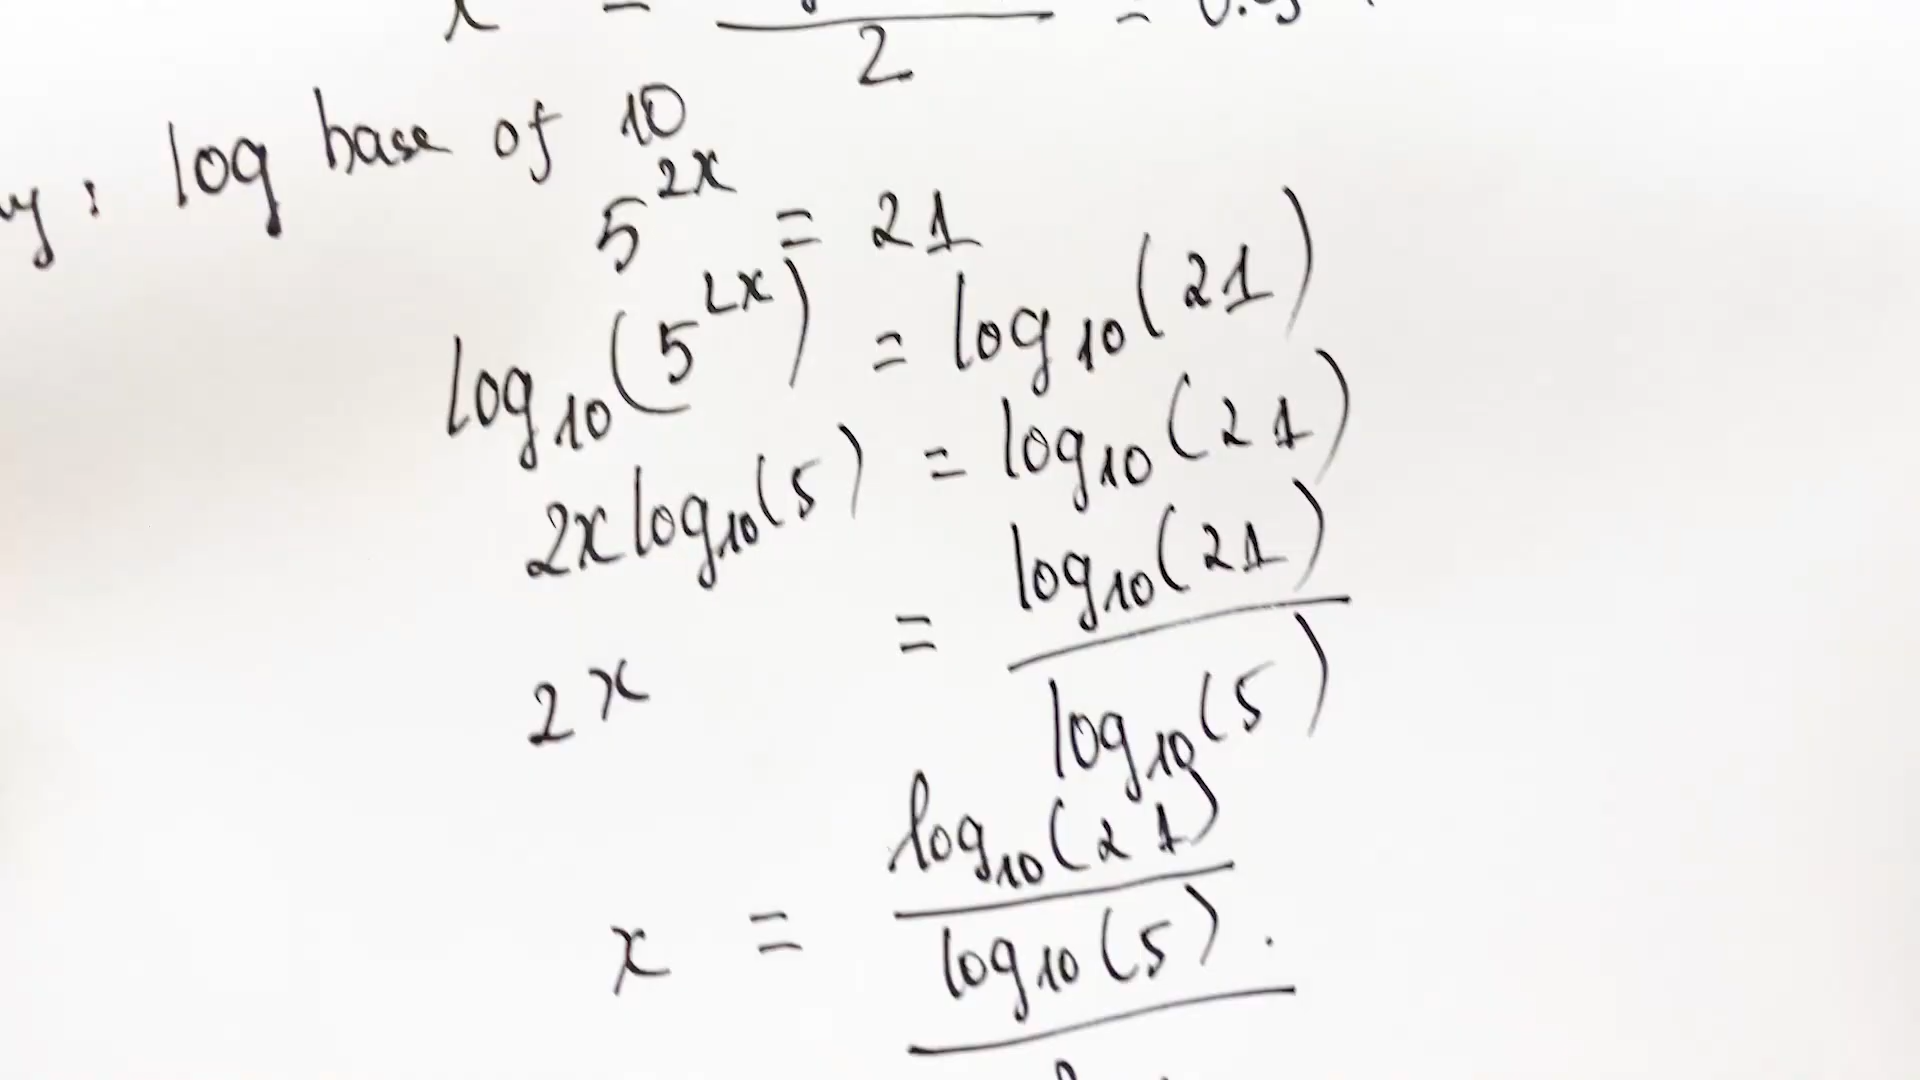 x = / 2 = 0.
: log base of 10
5^{2x} = 21
log₁₀(5^{2x}) = log₁₀(21)
2x log₁₀(5) = log₁₀(21)
2x = log₁₀(21) / log₁₀(5)
x = log₁₀(21) / log₁₀(5) .